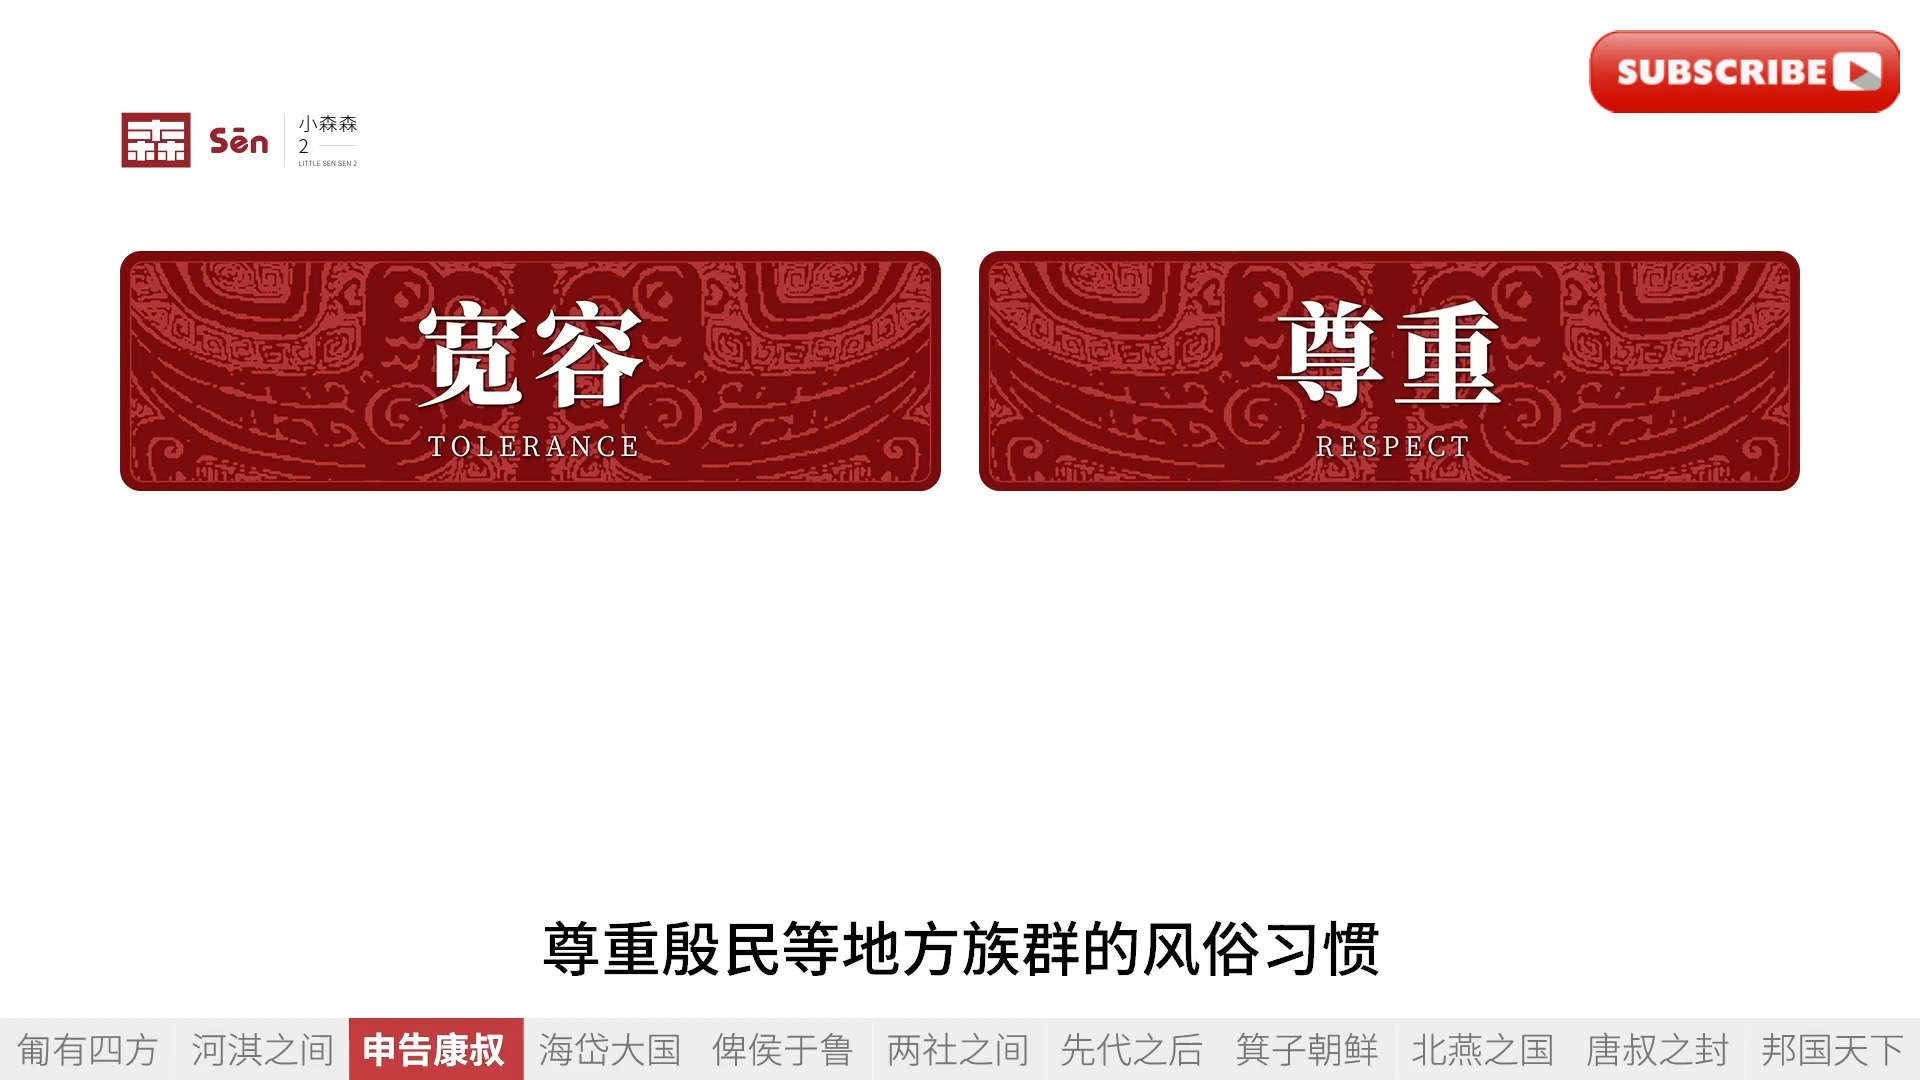 SUBSCRIBE
森 Sēn 小森森
2
LITTLE SEN SEN 2
宽容 尊重
TOLERANCE RESPECT
尊重殷民等地方族群的风俗习惯
匍有四方 河淇之间 申告康叔 海岱大国 俾侯于鲁 两社之间 先代之后 箕子朝鲜 北燕之国 唐叔之封 邦国天下